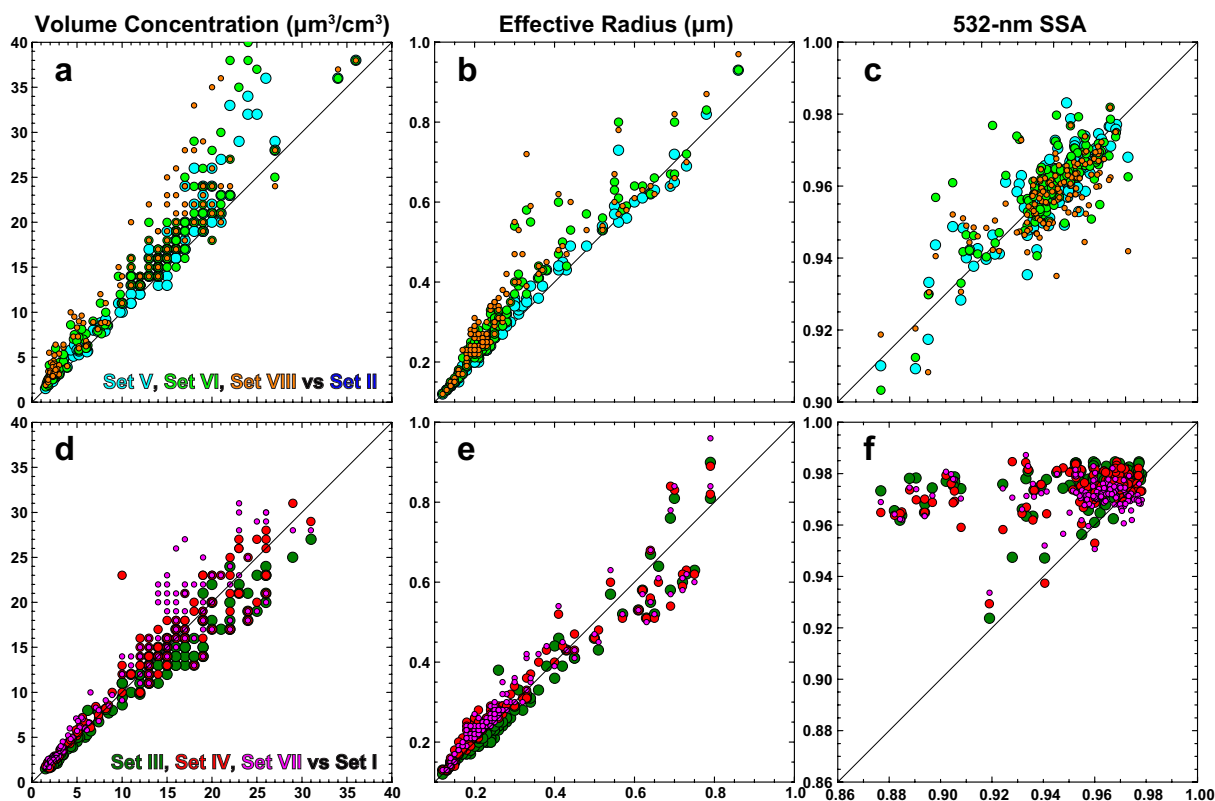 Volume Concentration (µm³/cm³) Effective Radius (µm) 532-nm SSA
a b c
40 35 30 25 20 15 10 5 0
1.0 0.8 0.6 0.4 0.2
1.00 0.98 0.96 0.94 0.92 0.90
Set V, Set VI, Set VIII vs Set II
d e f
40 35 30 25 20 15 10 5 0
1.0 0.8 0.6 0.4 0.2
1.00 0.98 0.96 0.94 0.92 0.90 0.88 0.86
Set III, Set IV, Set VII vs Set I
0 5 10 15 20 25 30 35 40 0.2 0.4 0.6 0.8 1.0 0.86 0.88 0.90 0.92 0.94 0.96 0.98 1.00